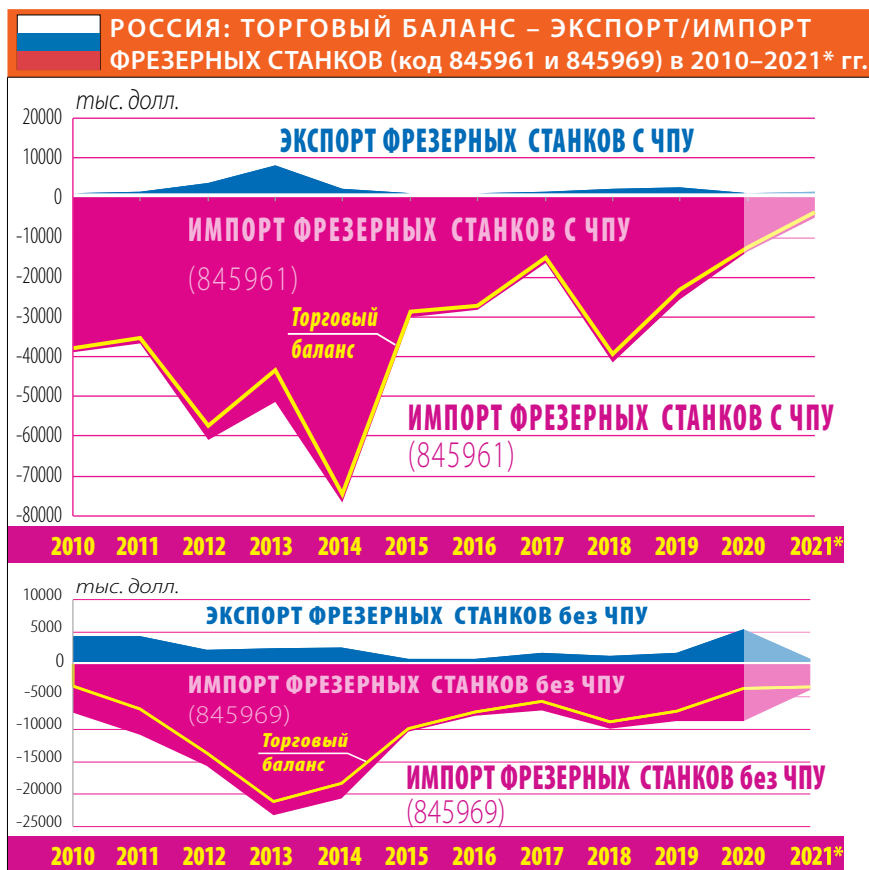 РОССИЯ: ТОРГОВЫЙ БАЛАНС – ЭКСПОРТ/ИМПОРТ
ФРЕЗЕРНЫХ СТАНКОВ (код 845961 и 845969) в 2010–2021* гг.
тыс. долл.
20000
ЭКСПОРТ ФРЕЗЕРНЫХ СТАНКОВ С ЧПУ
10000
0
ИМПОРТ ФРЕЗЕРНЫХ СТАНКОВ С ЧПУ
-10000
(845961)
-20000
Торговый
-30000
баланс
-40000
-50000
ИМПОРТ ФРЕЗЕРНЫХ СТАНКОВ С ЧПУ
-60000
(845961)
-70000
-80000
2010 2011 2012 2013 2014 2015 2016 2017 2018 2019 2020 2021*
тыс. долл.
10000
ЭКСПОРТ ФРЕЗЕРНЫХ СТАНКОВ без ЧПУ
5000
0
ИМПОРТ ФРЕЗЕРНЫХ СТАНКОВ без ЧПУ
-5000
(845969)
-10000
Торговый
баланс
-15000
ИМПОРТ ФРЕЗЕРНЫХ СТАНКОВ без ЧПУ
-20000
(845969)
-25000
2010 2011 2012 2013 2014 2015 2016 2017 2018 2019 2020 2021*